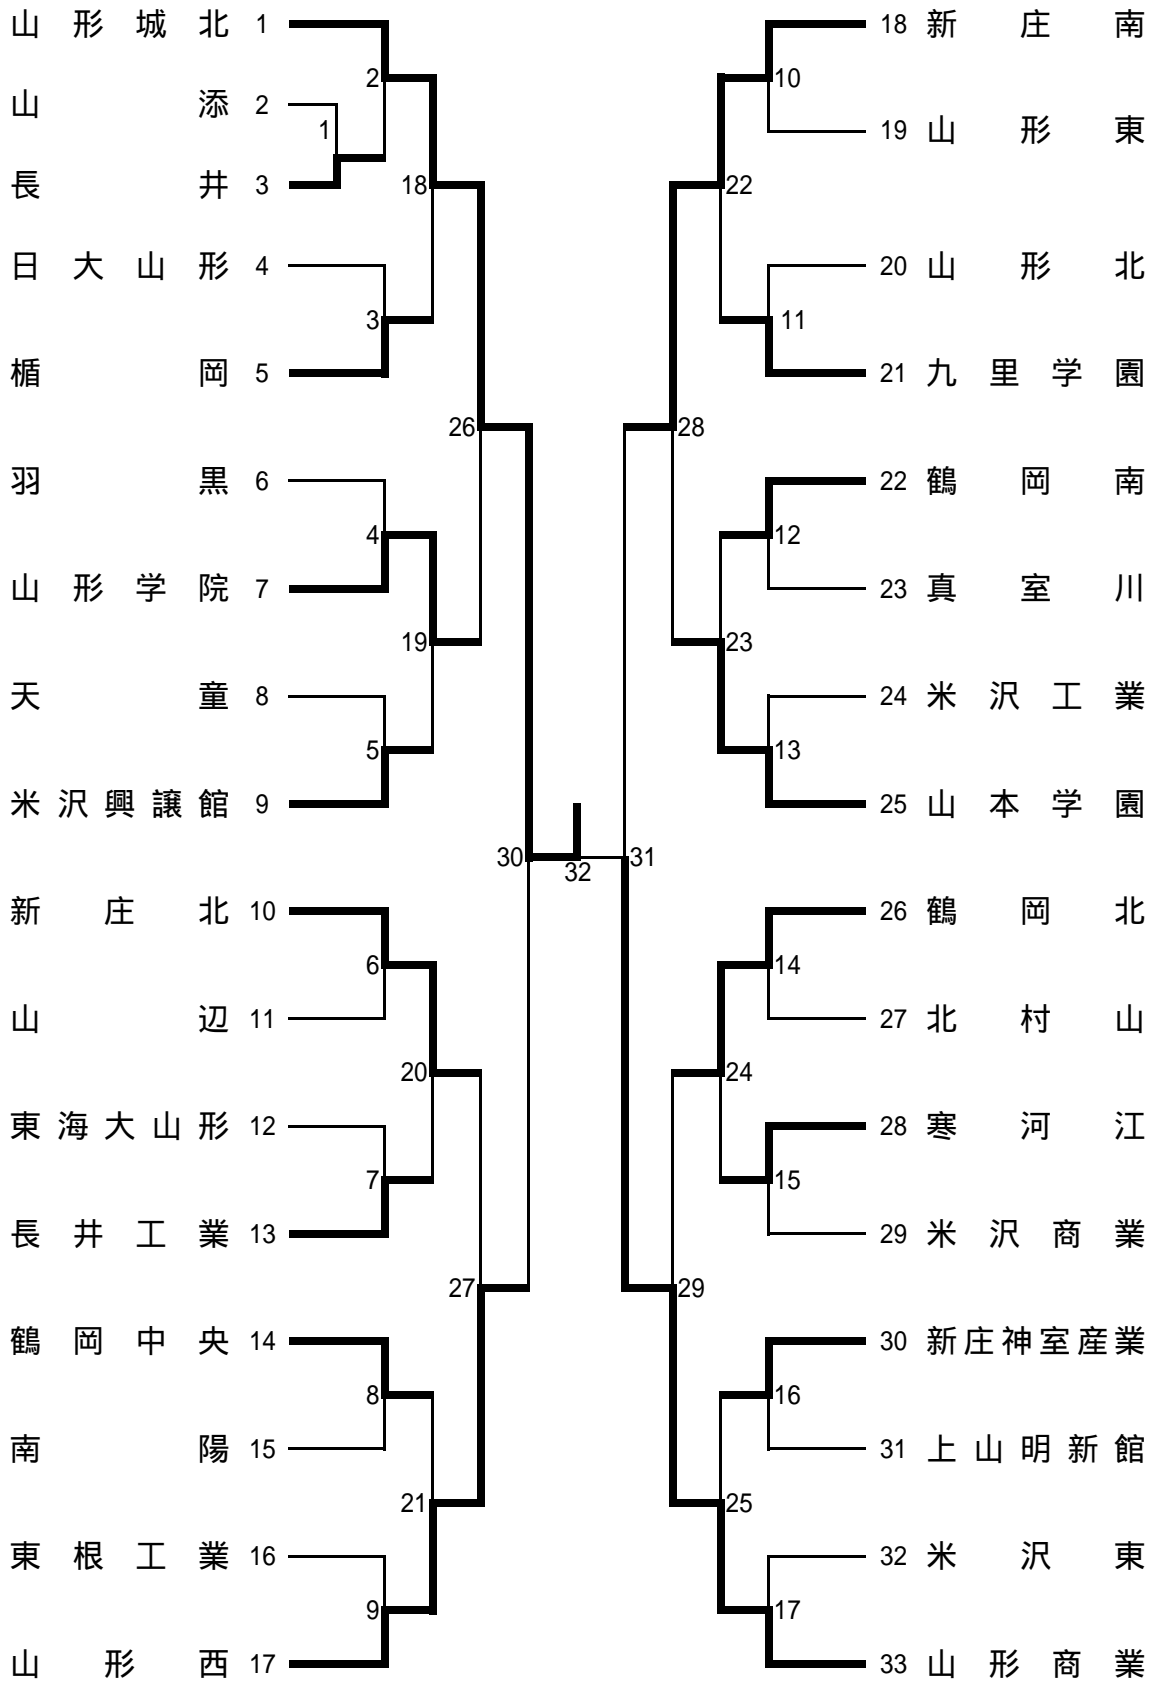 山形城北 1
2
山添 2
1
長井 3
18
日大山形 4
3
楯岡 5
26
羽黒 6
4
山形学院 7
19
天童 8
5
米沢興譲館 9
30
新庄北 10
6
山辺 11
20
東海大山形 12
7
長井工業 13
27
鶴岡中央 14
8
南陽 15
21
東根工業 16
9
山形西 17
32
18 新庄南
10
19 山形東
22
20 山形北
11
21 九里学園
28
22 鶴岡南
12
23 真室川
23
24 米沢工業
13
25 山本学園
31
26 鶴岡北
14
27 北村山
24
28 寒河江
15
29 米沢商業
29
30 新庄神室産業
16
31 上山明新館
25
32 米沢東
17
33 山形商業